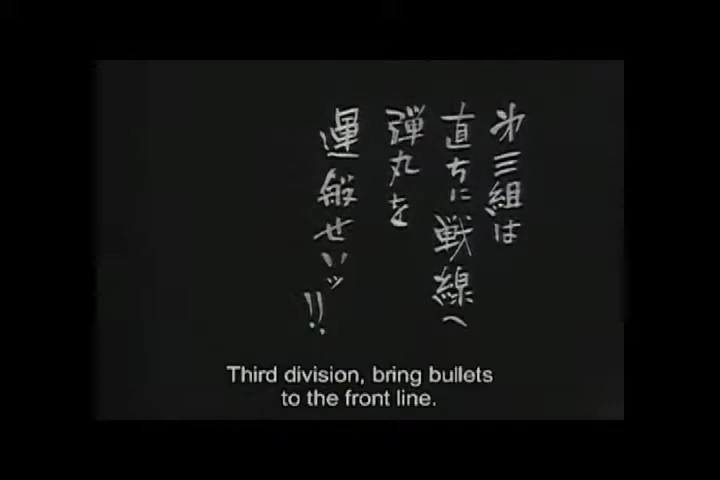 第三組は
直ちに戦線へ
弾丸を
運般せいッ!!
Third division, bring bullets
to the front line.